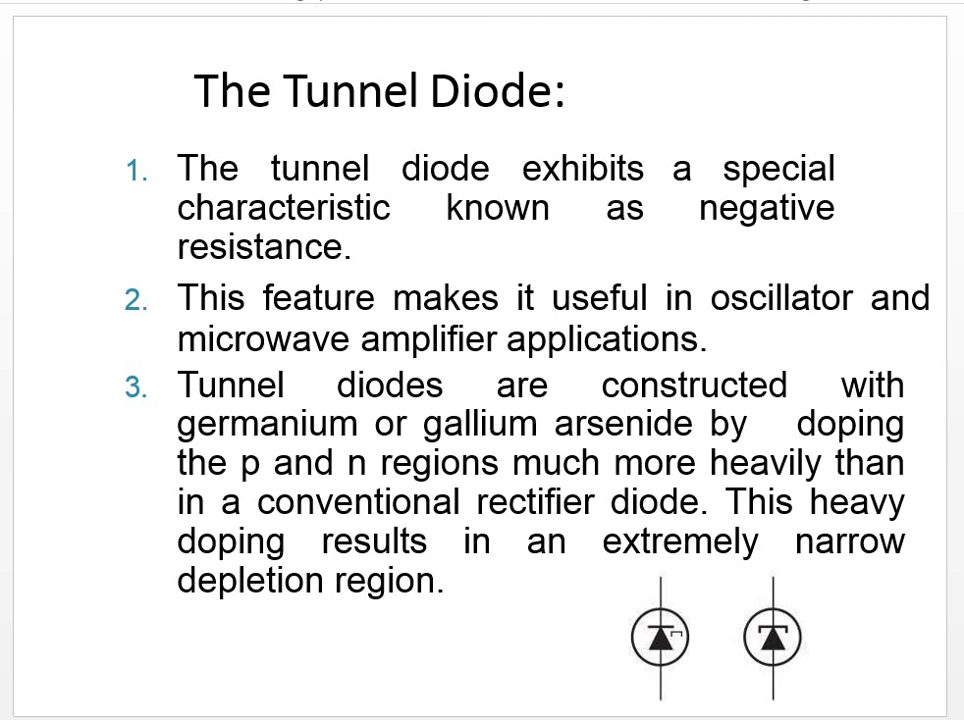 The Tunnel Diode:
1. The tunnel diode exhibits a special
characteristic known as negative
resistance.
2. This feature makes it useful in oscillator and
microwave amplifier applications.
3. Tunnel diodes are constructed with
germanium or gallium arsenide by doping
the p and n regions much more heavily than
in a conventional rectifier diode. This heavy
doping results in an extremely narrow
depletion region.